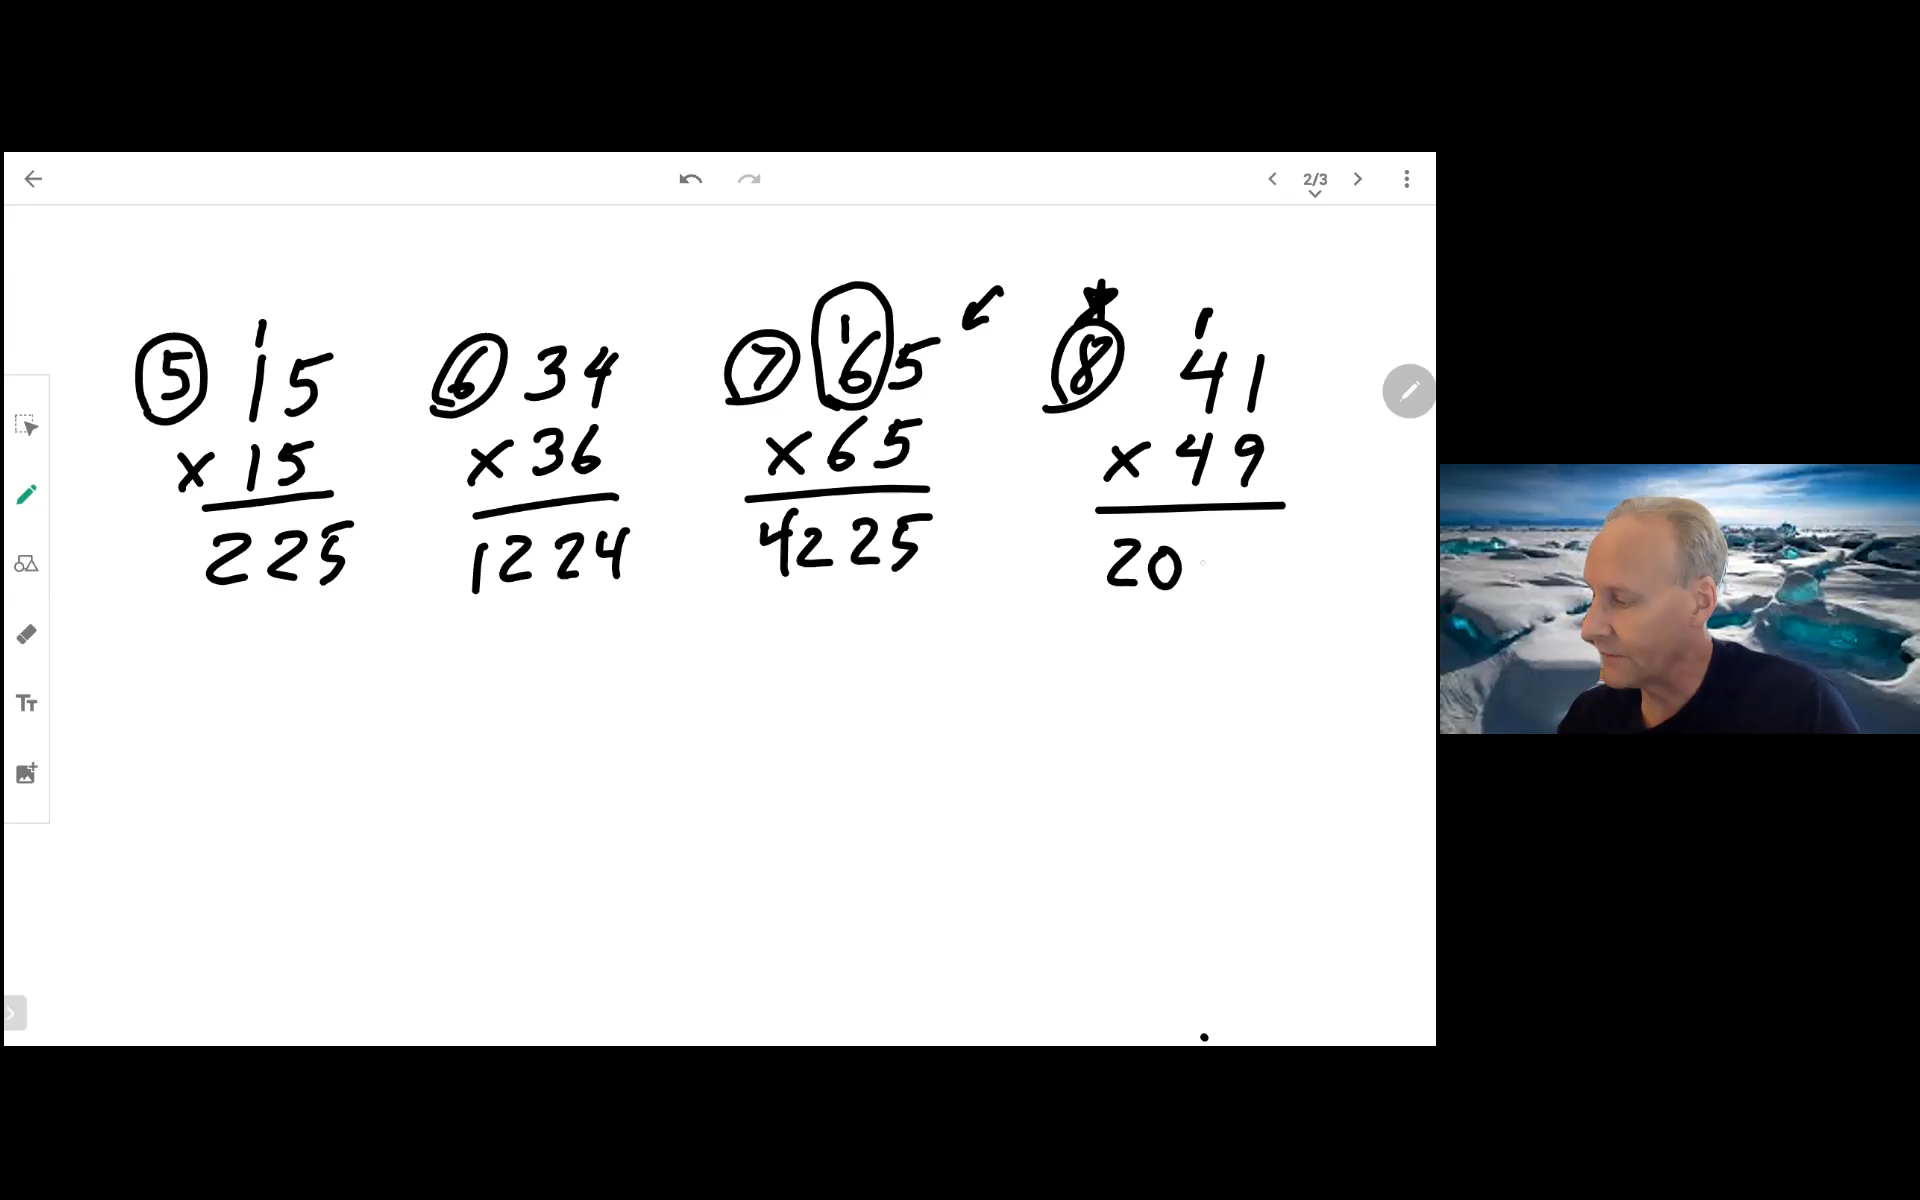 2/3
⑤ 1 15
× 15
225
⑥ 34
× 36
1224
⑦ 1 65
× 65
4225
⑧ 1 41
× 49
20
Tт